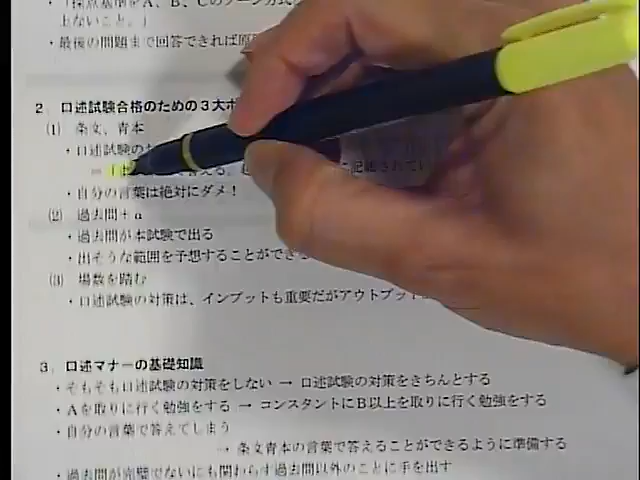 ・「採点基準をA、B、Cのゾーン方式
上ないこと。」
・最後の問題まで回答できれば原
2．口述試験合格のための3大ポ
(1) 条文、青本
・口述試験の
＝「
に記載されてい
・自分の言葉は絶対にダメ！
(2) 過去問＋α
・過去問が本試験で出る
・出そうな範囲を予想することができる
(3) 場数を踏む
・口述試験の対策は、インプットも重要だがアウトプット
3．口述マナーの基礎知識
・そもそも口述試験の対策をしない → 口述試験の対策をきちんとする
・Aを取りに行く勉強をする → コンスタントにB以上を取りに行く勉強をする
・自分の言葉で答えてしまう
→ 条文青本の言葉で答えることができるように準備する
・過去問が完璧でないにも関わらず過去問以外のことに手を出す